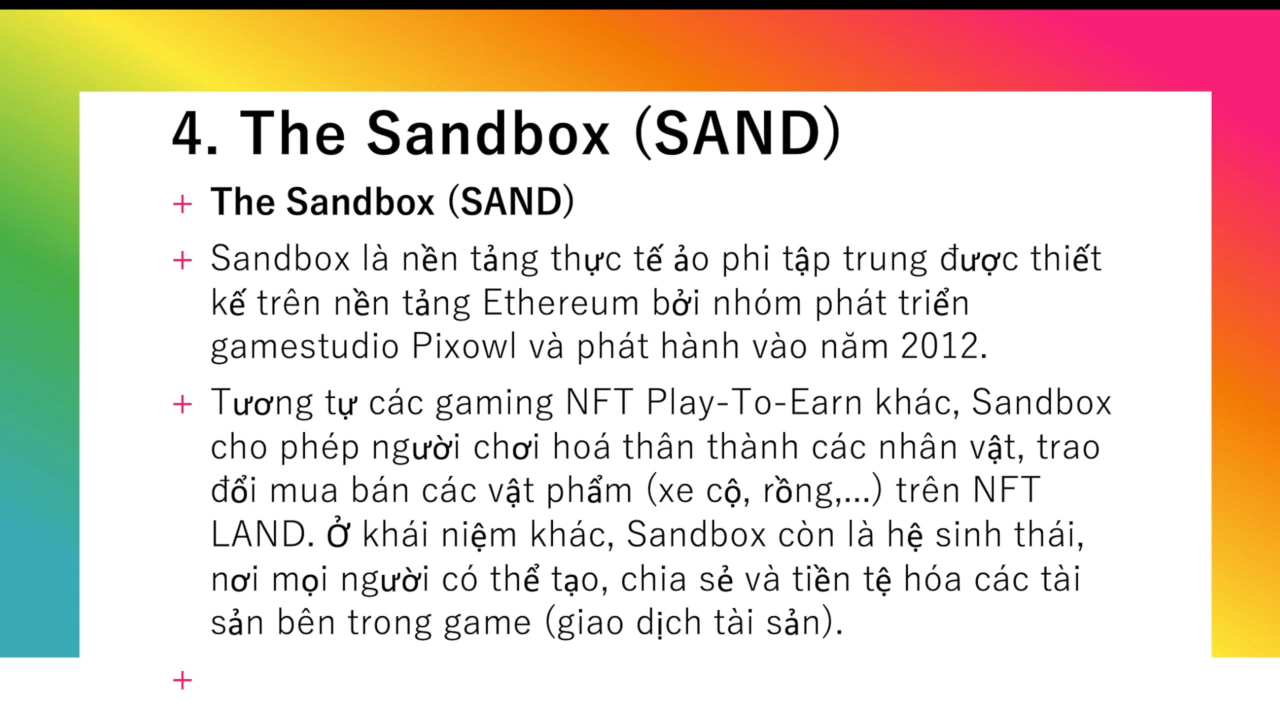 4. The Sandbox (SAND)
+ The Sandbox (SAND)
+ Sandbox là nền tảng thực tế ảo phi tập trung được thiết
kế trên nền tảng Ethereum bởi nhóm phát triển
gamestudio Pixowl và phát hành vào năm 2012.
+ Tương tự các gaming NFT Play-To-Earn khác, Sandbox
cho phép người chơi hoá thân thành các nhân vật, trao
đổi mua bán các vật phẩm (xe cộ, rồng,...) trên NFT
LAND. Ở khái niệm khác, Sandbox còn là hệ sinh thái,
nơi mọi người có thể tạo, chia sẻ và tiền tệ hóa các tài
sản bên trong game (giao dịch tài sản).
+